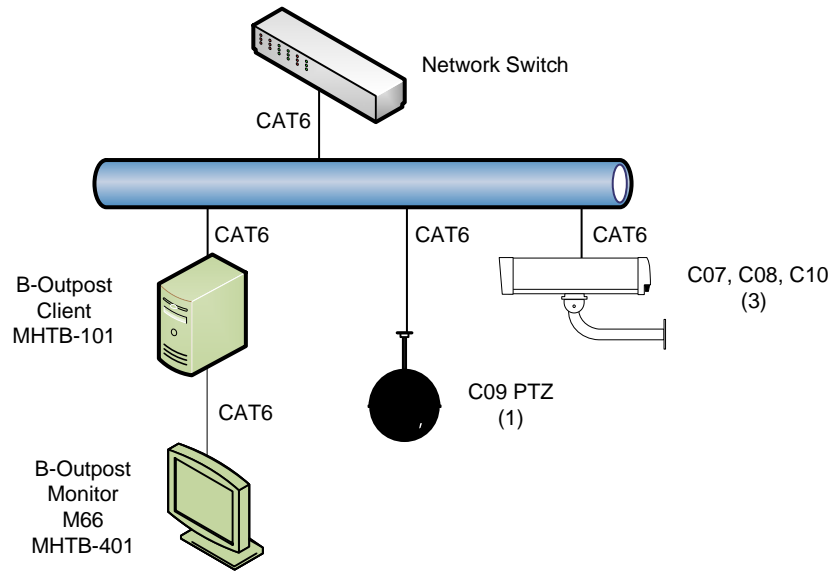 Network Switch
CAT6
CAT6
CAT6
CAT6
B-Outpost
Client
MHTB-101
C07, C08, C10
(3)
C09 PTZ
(1)
CAT6
B-Outpost
Monitor
M66
MHTB-401